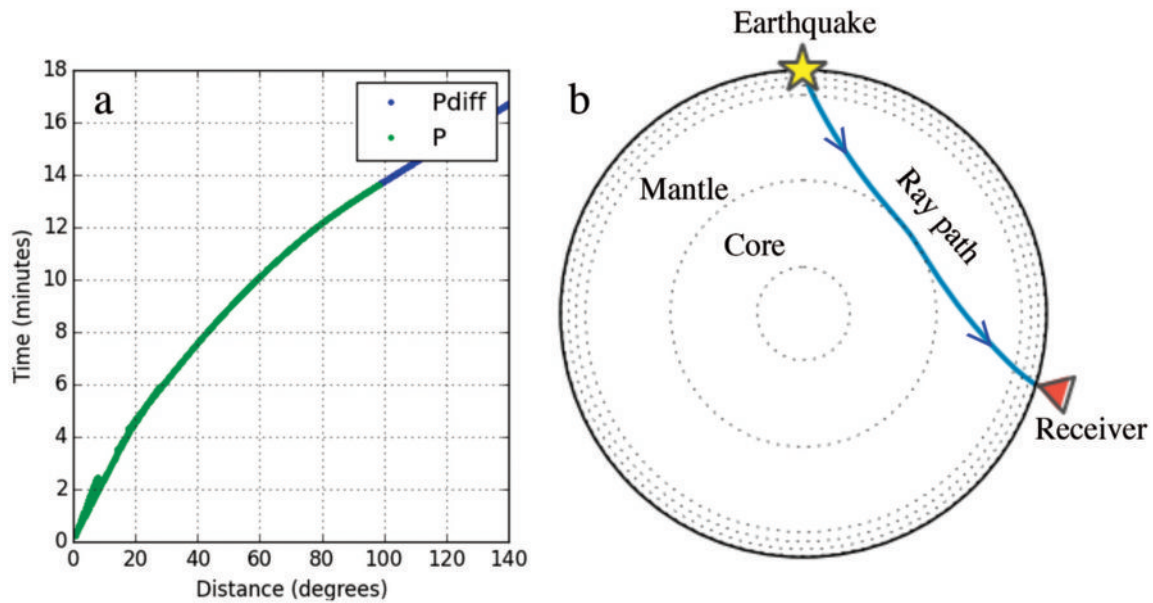 a
Pdiff
P
18
16
14
12
10
8
6
4
2
0
Time (minutes)
0 20 40 60 80 100 120 140
Distance (degrees)
b
Earthquake
Mantle
Core
Ray path
Receiver